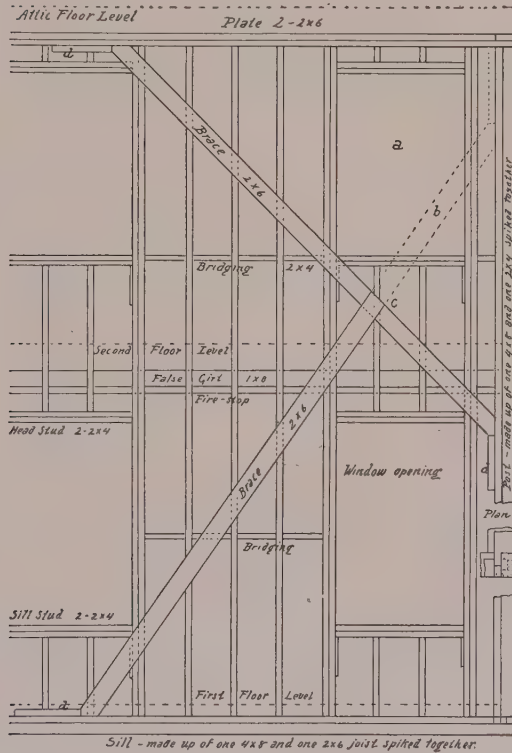 Attic Floor Level
Plate 2-2x6
d
Brace 2x6
a
b
Bridging 2x4
c
Second Floor Level
False Girt 1x8
Fire-stop
Head Stud 2-2x4
Brace 2x6
Window opening
d
Post - made up of one 4x8 and one 2x4 spiked together
Plan
Bridging
Sill Stud 2-2x4
First Floor Level
d
Sill - made up of one 4x8 and one 2x6 joist spiked together.